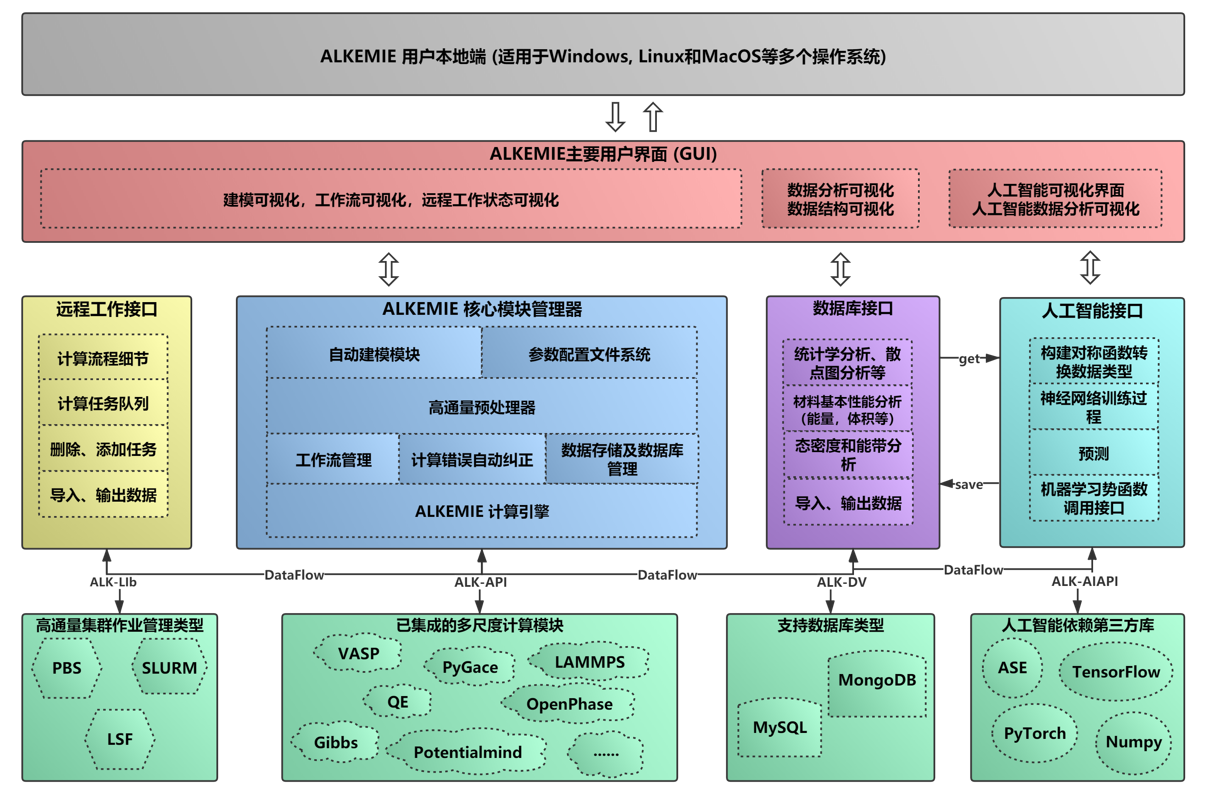 ALKEMIE 用户本地端 (适用于Windows, Linux和MacOS等多个操作系统)
ALKEMIE主要用户界面 (GUI)
建模可视化，工作流可视化，远程工作状态可视化
数据分析可视化
数据结构可视化
人工智能可视化界面
人工智能数据分析可视化
远程工作接口
计算流程细节
计算任务队列
删除、添加任务
导入、输出数据
ALKEMIE 核心模块管理器
自动建模模块
参数配置文件系统
高通量预处理器
工作流管理
计算错误自动纠正
数据存储及数据库
管理
ALKEMIE 计算引擎
数据库接口
统计学分析、散
点图分析等
材料基本性能分析
（能量，体积等）
态密度和能带分
析
导入、输出数据
get
save
人工智能接口
构建对称函数转
换数据类型
神经网络训练过
程
预测
机器学习势函数
调用接口
ALK-LIb
DataFlow
ALK-API
DataFlow
ALK-DV
DataFlow
ALK-AIAPI
高通量集群作业管理类型
PBS
SLURM
LSF
已集成的多尺度计算模块
VASP
PyGace
LAMMPS
QE
OpenPhase
Gibbs
Potentialmind
......
支持数据库类型
MongoDB
MySQL
人工智能依赖第三方库
ASE
TensorFlow
PyTorch
Numpy